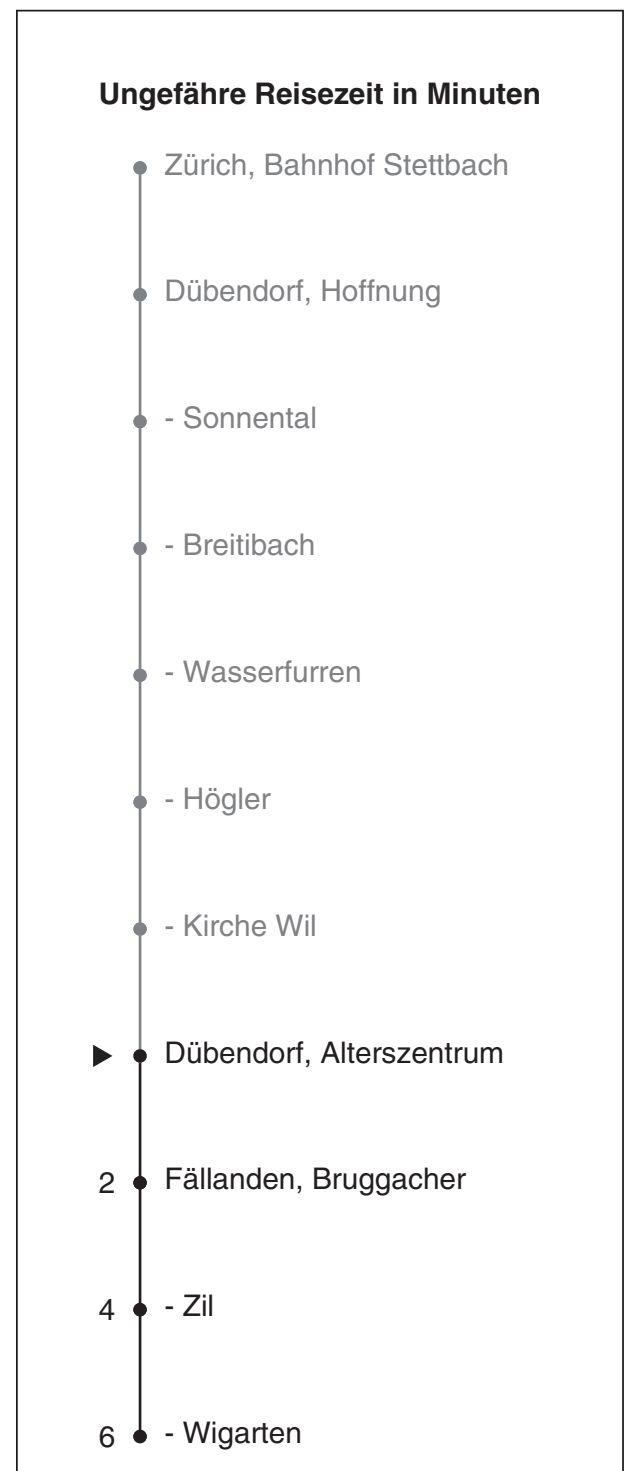 Ungefähre Reisezeit in Minuten
Zürich, Bahnhof Stettbach
Dübendorf, Hoffnung
- Sonnental
- Breitibach
- Wasserfurren
- Högler
- Kirche Wil
Dübendorf, Alterszentrum
2 Fällanden, Bruggacher
4 - Zil
6 - Wigarten